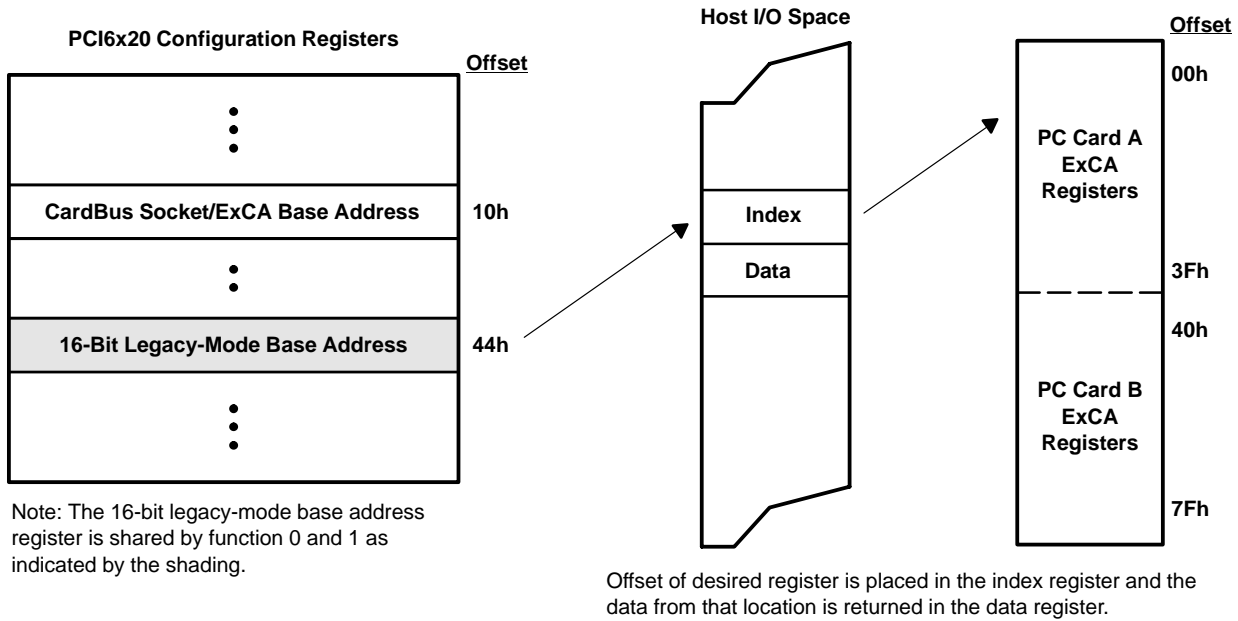 PCI6x20 Configuration Registers
Offset
CardBus Socket/ExCA Base Address
10h
16-Bit Legacy-Mode Base Address
44h
Note: The 16-bit legacy-mode base address
register is shared by function 0 and 1 as
indicated by the shading.
Host I/O Space
Index
Data
Offset
00h
PC Card A
ExCA
Registers
3Fh
40h
PC Card B
ExCA
Registers
7Fh
Offset of desired register is placed in the index register and the
data from that location is returned in the data register.